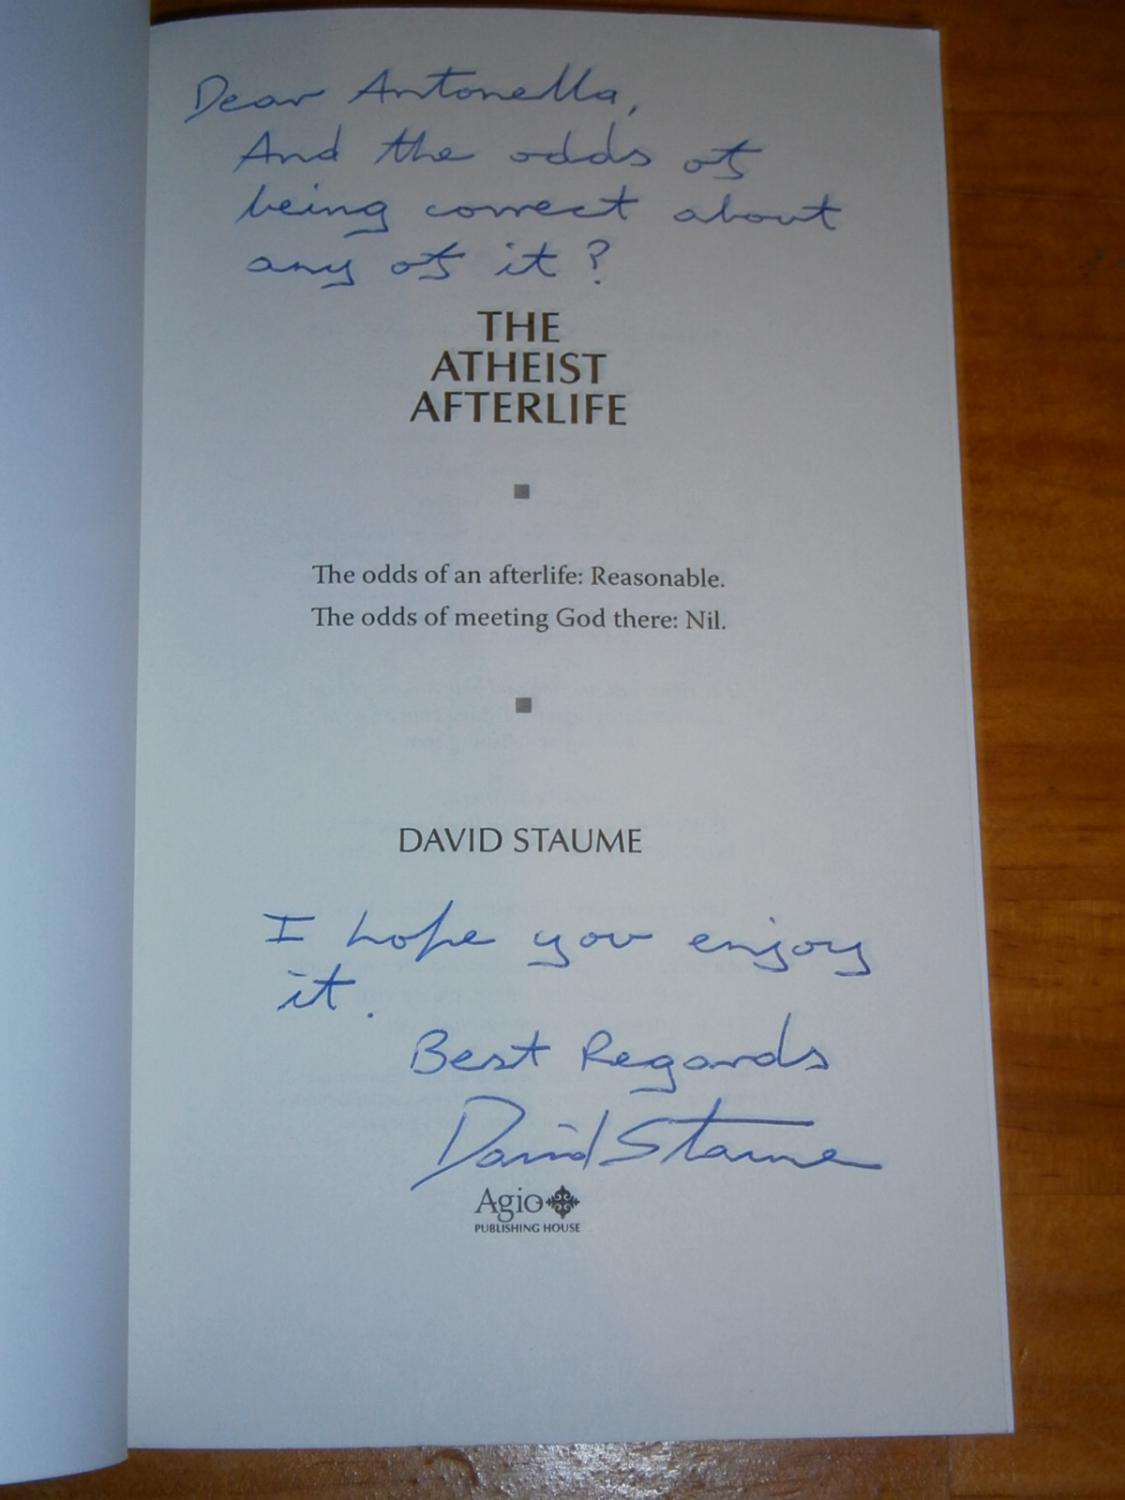 Dear Antonella,
And the odds of
being correct about
any of it?
THE
ATHEIST
AFTERLIFE
The odds of an afterlife: Reasonable.
The odds of meeting God there: Nil.
DAVID STAUME
I hope you enjoy
it.
Best Regards
David Staume
Agio
PUBLISHING HOUSE